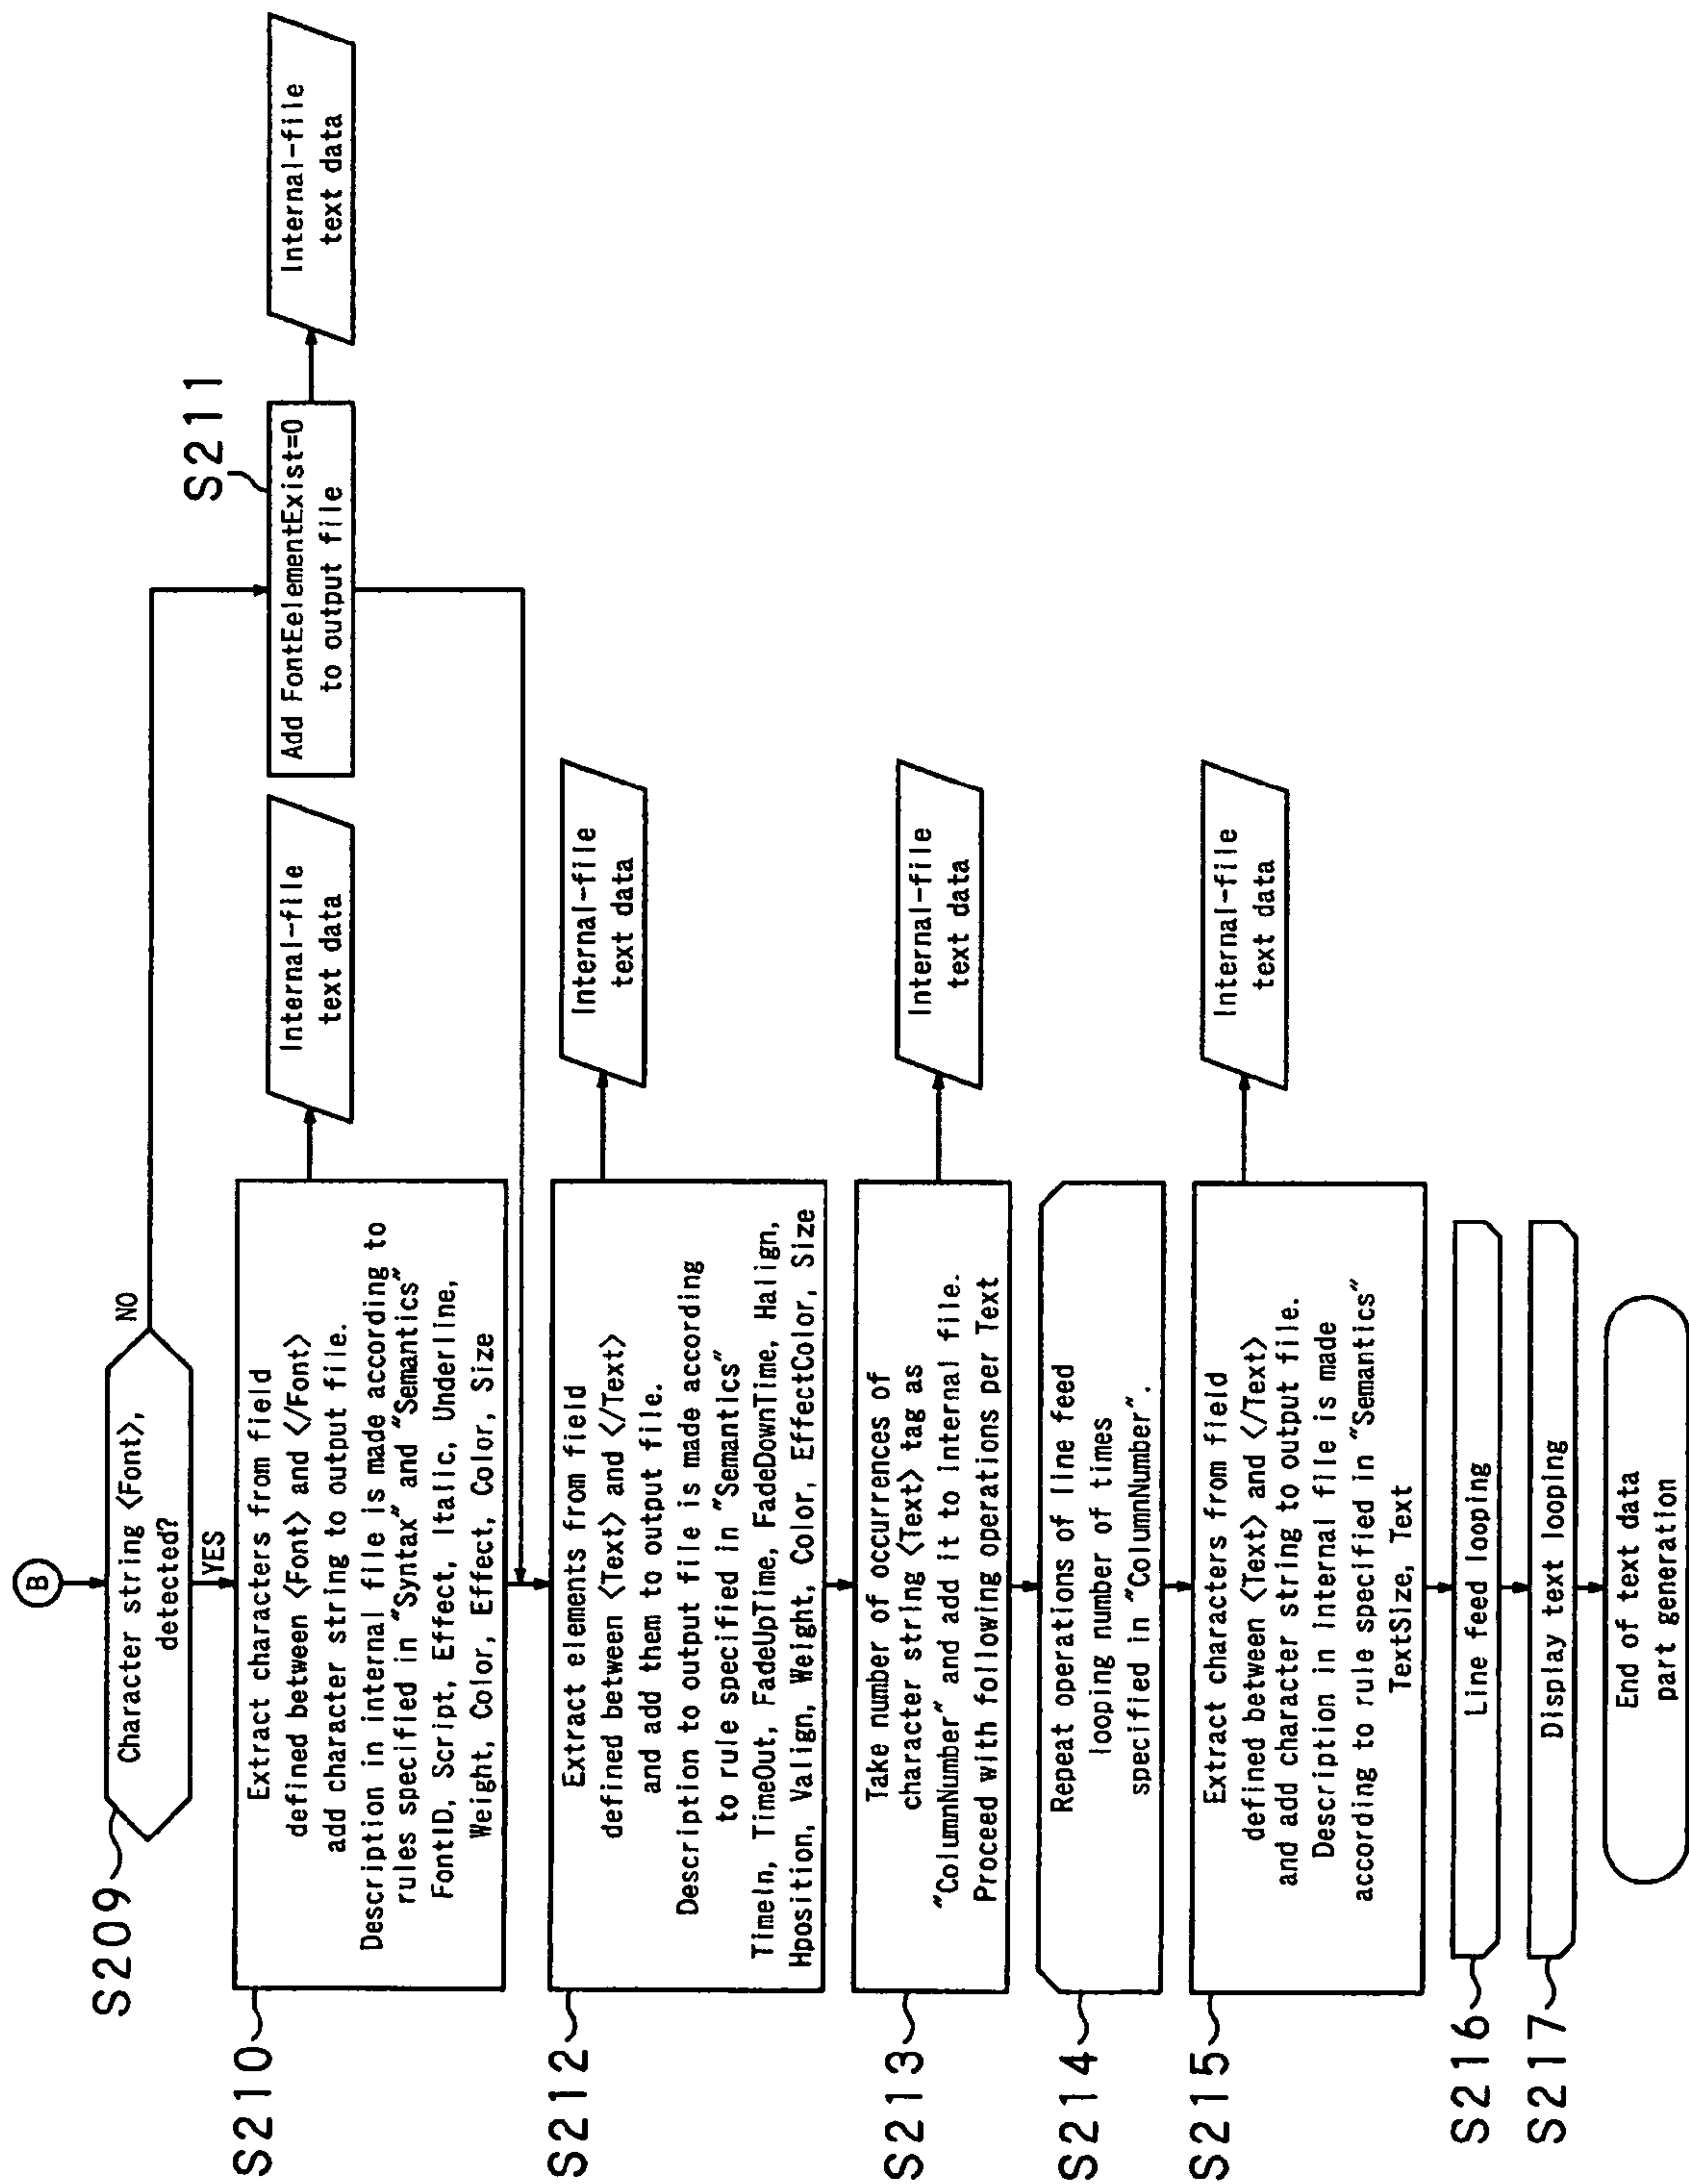 B
S209
Character string <Font>,
detected?
NO
YES
S210
Extract characters from field
defined between <Font> and </Font>
add character string to output file.
Description in internal file is made according to
rules specified in "Syntax" and "Semantics"
FontID, Script, Effect, Italic, Underline,
Weight, Color, Effect, Color, Size
Internal-file
text data
S211
Add FontEelementExist=0
to output file
Internal-file
text data
S212
Extract elements from field
defined between <Text> and </Text>
and add them to output file.
Description to output file is made according
to rule specified in "Semantics"
TimeIn, TimeOut, FadeUpTime, FadeDownTime, Halign,
Hposition, Valign, Weight, Color, EffectColor, Size
Internal-file
text data
S213
Take number of occurrences of
character string <Text> tag as
"ColumnNumber" and add it to internal file.
Proceed with following operations per Text
Internal-file
text data
S214
Repeat operations of line feed
looping number of times
specified in "ColumnNumber".
S215
Extract characters from field
defined between <Text> and </Text>
and add character string to output file.
Description in internal file is made
according to rule specified in "Semantics"
TextSize, Text
Internal-file
text data
S216
Line feed looping
S217
Display text looping
End of text data
part generation